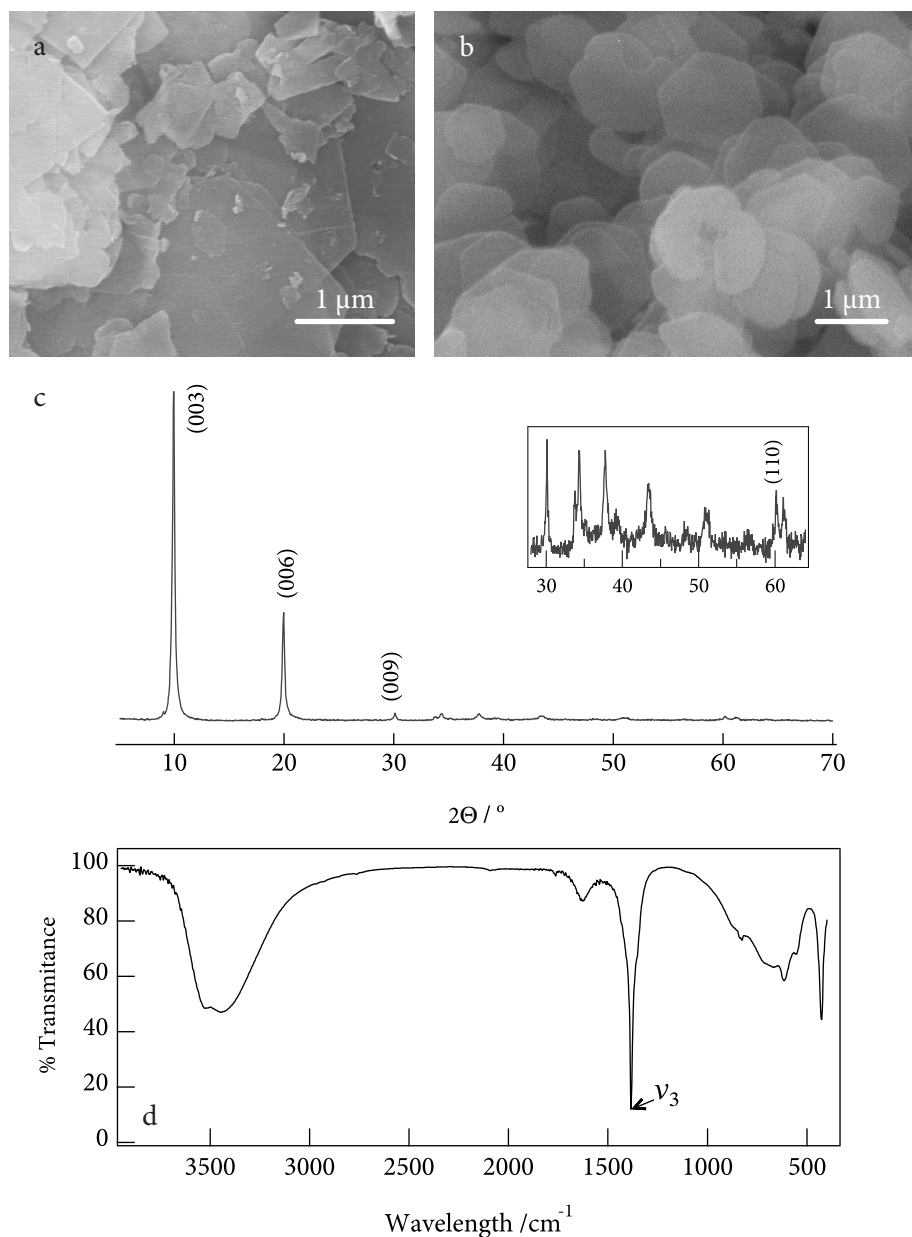 a
1 μm
b
1 μm
c
(003)
(006)
(009)
(110)
30 40 50 60
10 20 30 40 50 60 70
2Θ / º
100
80
60
40
20
0
% Transmitance
d
ν3
3500 3000 2500 2000 1500 1000 500
Wavelength /cm-1